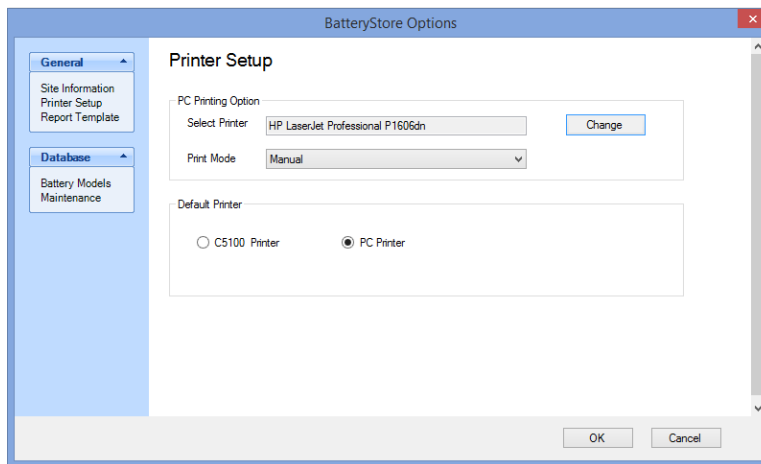 BatteryStore Options
General
Site Information
Printer Setup
Report Template
Database
Battery Models
Maintenance
Printer Setup
PC Printing Option
Select Printer HP LaserJet Professional P1606dn Change
Print Mode Manual
Default Printer
C5100 Printer PC Printer
OK Cancel